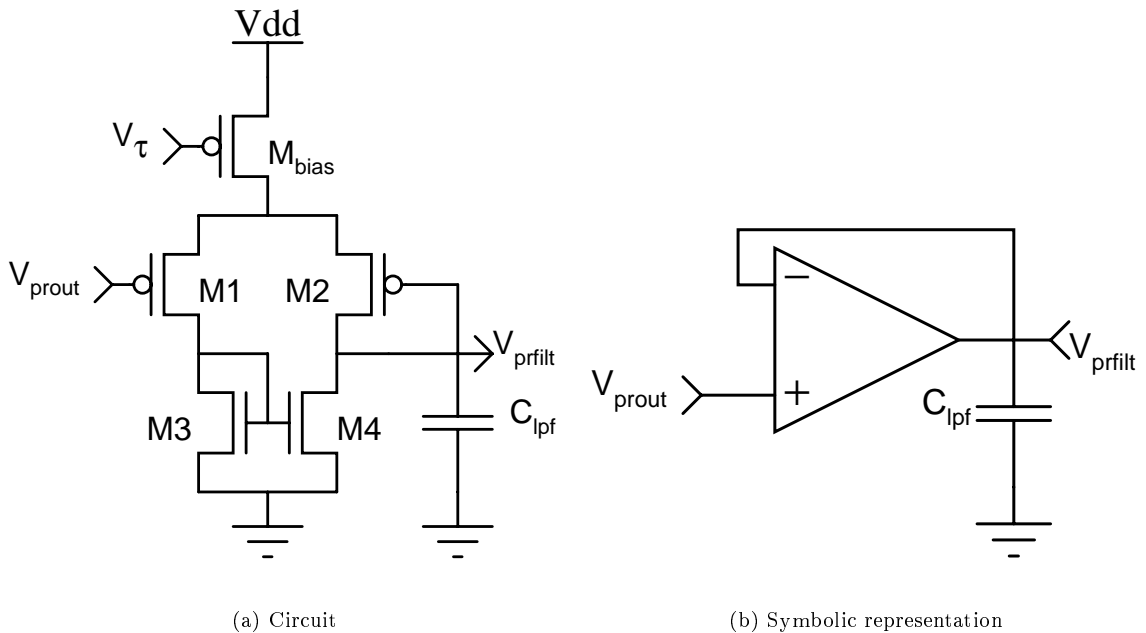 Vdd
Vτ
Mbias
Vprout
M1
M2
Vprfilt
M3
M4
Clpf
−
Vprout
+
Vprfilt
Clpf
(a) Circuit
(b) Symbolic representation